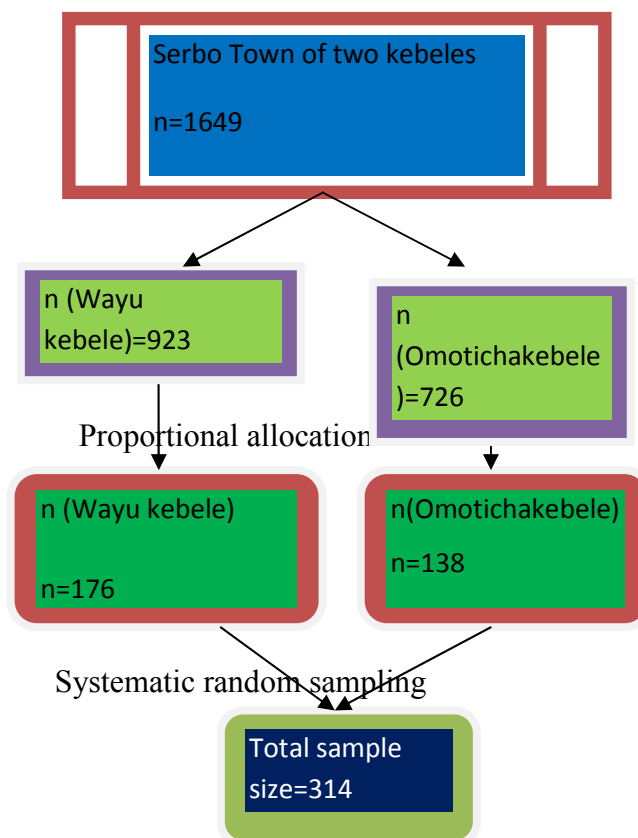 Serbo Town of two kebeles
n=1649
n (Wayu
kebele)=923
n
(Omotichakebele
)=726
Proportional allocation
n (Wayu kebele)
n=176
n(Omotichakebele)
n=138
Systematic random sampling
Total sample
size=314